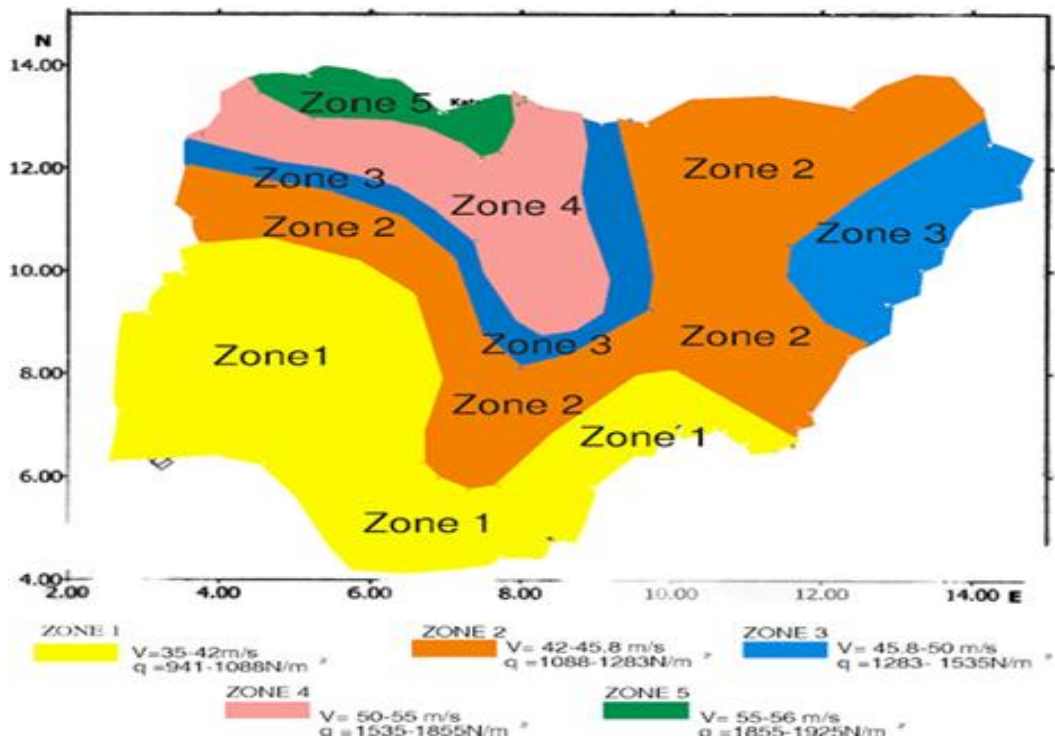 N
14.00
12.00
10.00
8.00
6.00
4.00
Zone 5
Zone 2
Zone 3
Zone 4
Zone 3
Zone 2
Zone 2
Zone1
Zone 3
Zone 2
Zone 1
Zone 1
2.00 4.00 6.00 8.00 10.00 12.00 14.00 E
ZONE 1
V=35-42m/s
q =941-1088N/m
ZONE 2
V= 42-45.8 m/s
q =1088-1283N/m
ZONE 3
V= 45.8-50 m/s
q =1283- 1535N/m
ZONE 4
V= 50-55 m/s
q =1535-1855N/m
ZONE 5
V= 55-56 m/s
q =1855-1925N/m